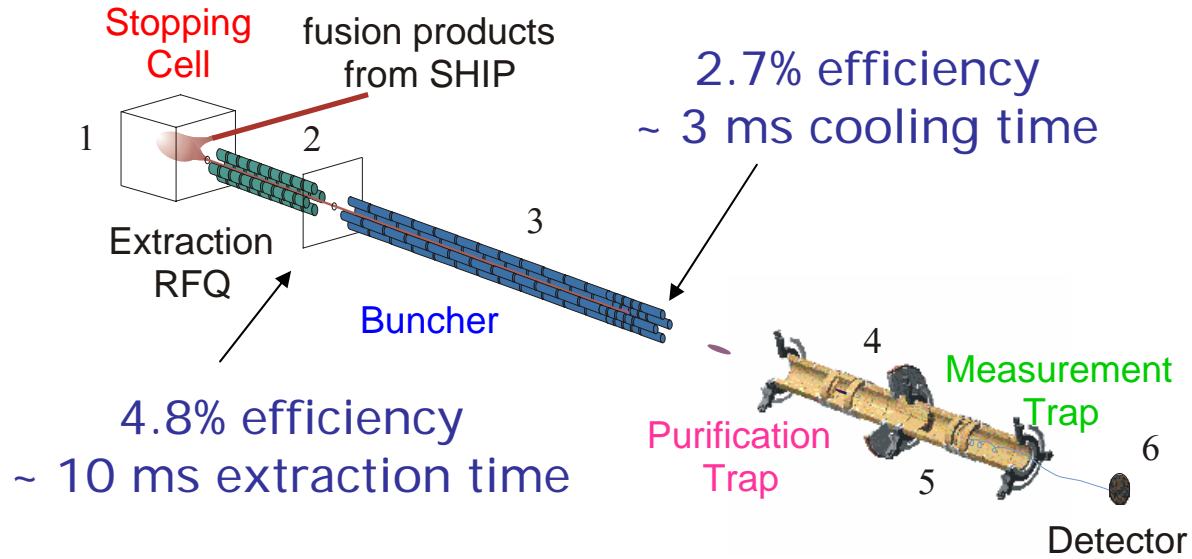 Stopping
Cell
fusion products
from SHIP
2.7% efficiency
~ 3 ms cooling time
1
2
3
Extraction
RFQ
Buncher
4.8% efficiency
~ 10 ms extraction time
4
Measurement
Trap
Purification
Trap
5
6
Detector